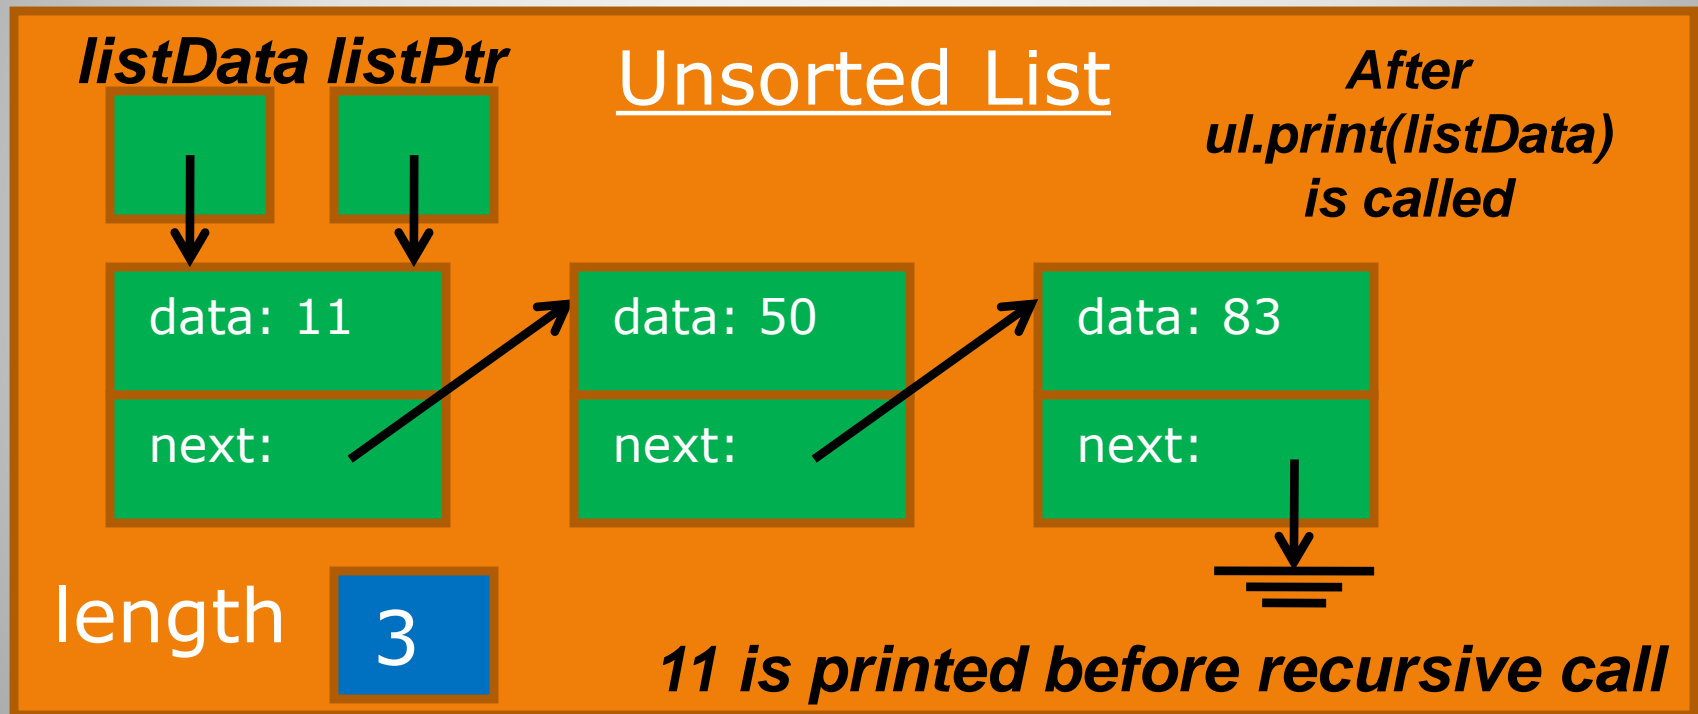 listData listPtr
Unsorted List
After
ul.print(listData)
is called
data: 11
data: 50
data: 83
next:
next:
next:
length
3
11 is printed before recursive call